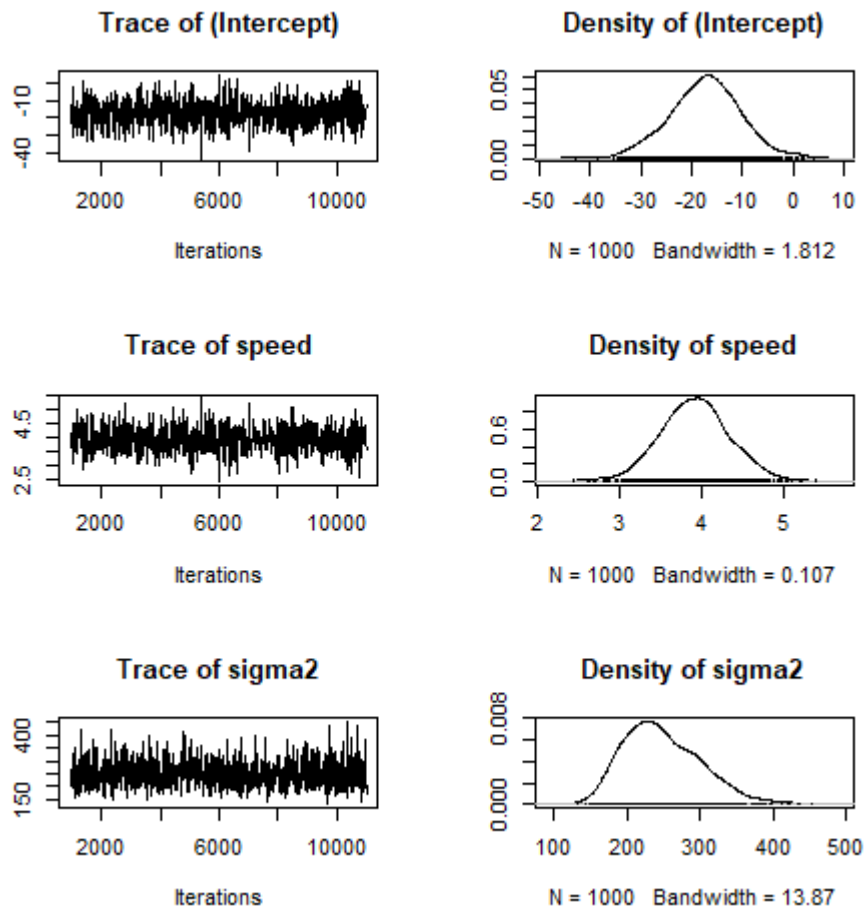 Trace of (Intercept)
-10
-40
2000 6000 10000
Iterations
Density of (Intercept)
0.05
0.00
-50 -40 -30 -20 -10 0 10
N = 1000 Bandwidth = 1.812
Trace of speed
4.5
2.5
2000 6000 10000
Iterations
Density of speed
0.6
0.0
2 3 4 5
N = 1000 Bandwidth = 0.107
Trace of sigma2
400
150
2000 6000 10000
Iterations
Density of sigma2
0.008
0.000
100 200 300 400 500
N = 1000 Bandwidth = 13.87